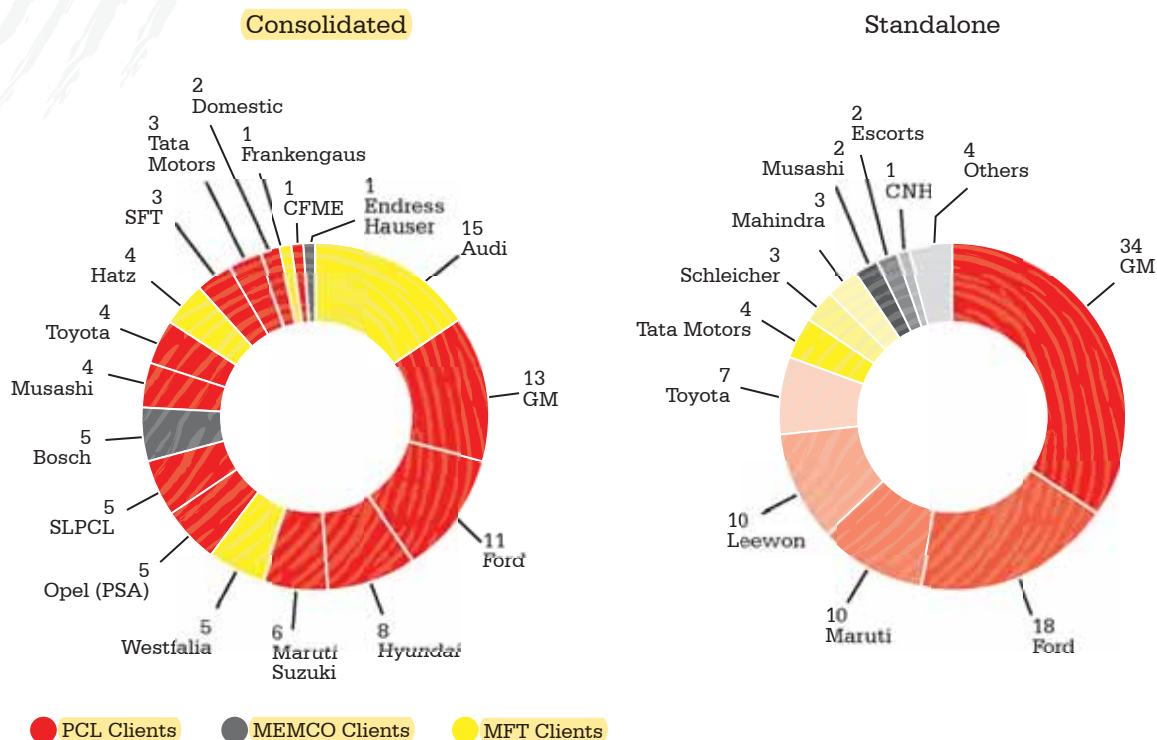 Consolidated
2
Domestic
3
Tata
Motors
1
Frankengaus
3
SFT
1
CFME
1
Endress
Hauser
15
Audi
4
Hatz
4
Toyota
13
GM
4
Musashi
5
Bosch
5
SLPCL
11
Ford
5
Opel (PSA)
5
Westfalia
6
Maruti
Suzuki
8
Hyundai
Standalone
2
Escorts
2
Musashi
4
Others
1
CNH
3
Mahindra
34
GM
3
Schleicher
4
Tata Motors
7
Toyota
10
Leewon
10
Maruti
18
Ford
PCL Clients
MEMCO Clients
MFT Clients